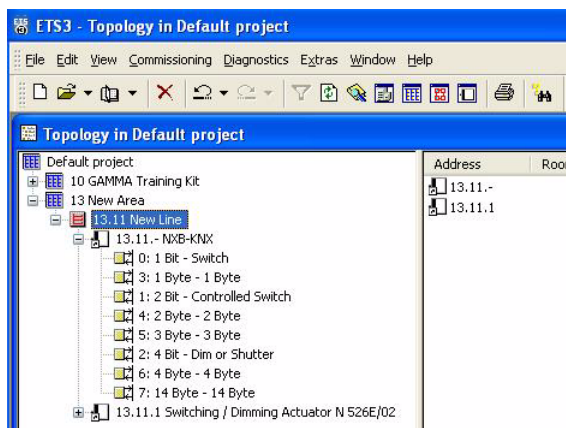 ETS3 - Topology in Default project
File Edit View Commissioning Diagnostics Extras Window Help
Topology in Default project
Default project
10 GAMMA Training Kit
13 New Area
13.11 New Line
13.11.- NXB-KNX
0: 1 Bit - Switch
3: 1 Byte - 1 Byte
1: 2 Bit - Controlled Switch
4: 2 Byte - 2 Byte
5: 3 Byte - 3 Byte
2: 4 Bit - Dim or Shutter
6: 4 Byte - 4 Byte
7: 14 Byte - 14 Byte
13.11.1 Switching / Dimming Actuator N 526E/02
Address Roo
13.11.-
13.11.1